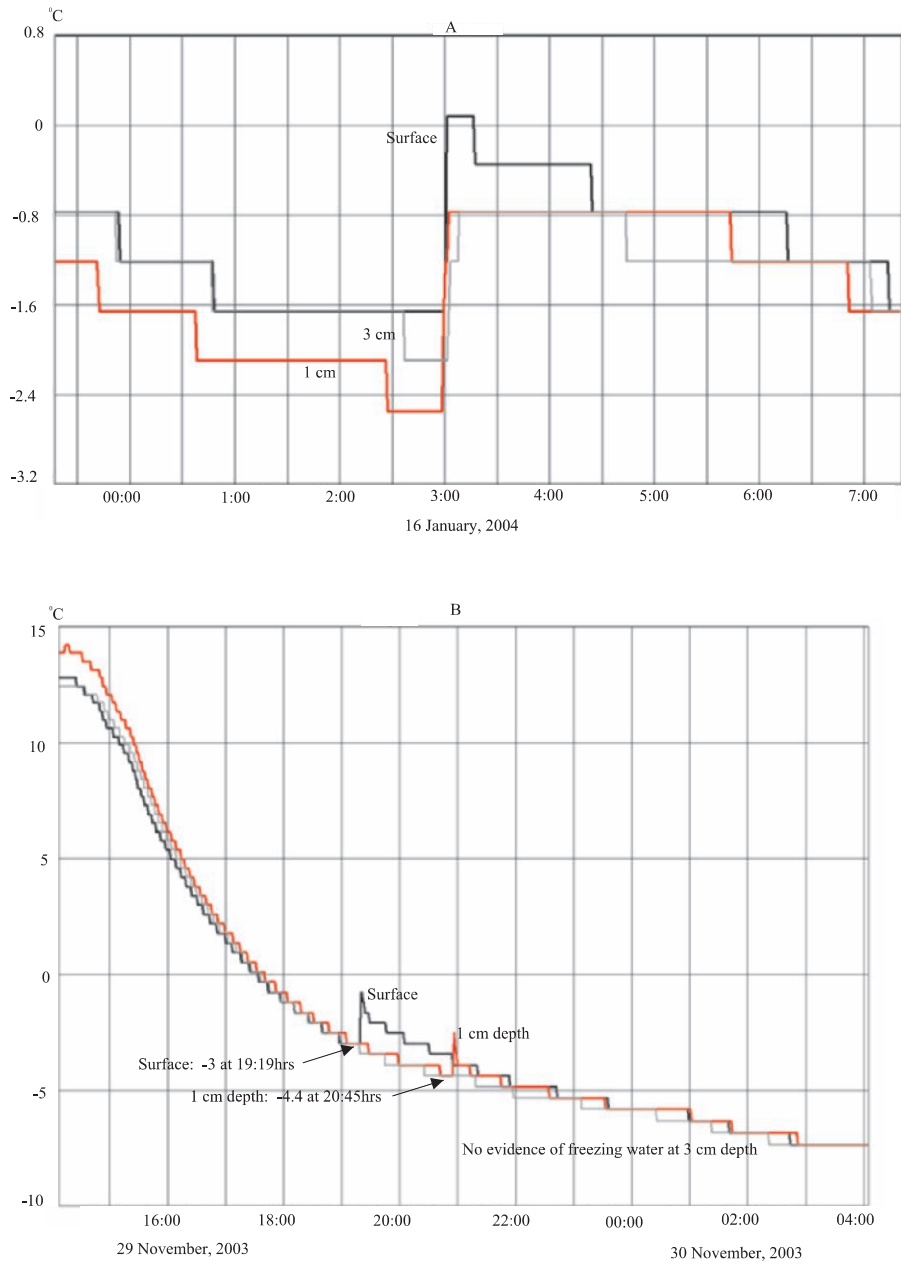 °C
A
0.8
0
-0.8
-1.6
-2.4
-3.2
Surface
3 cm
1 cm
00:00 1:00 2:00 3:00 4:00 5:00 6:00 7:00
16 January, 2004
°C
B
15
10
5
0
-5
-10
Surface
1 cm depth
Surface: -3 at 19:19hrs
1 cm depth: -4.4 at 20:45hrs
No evidence of freezing water at 3 cm depth
16:00 18:00 20:00 22:00 00:00 02:00 04:00
29 November, 2003 30 November, 2003